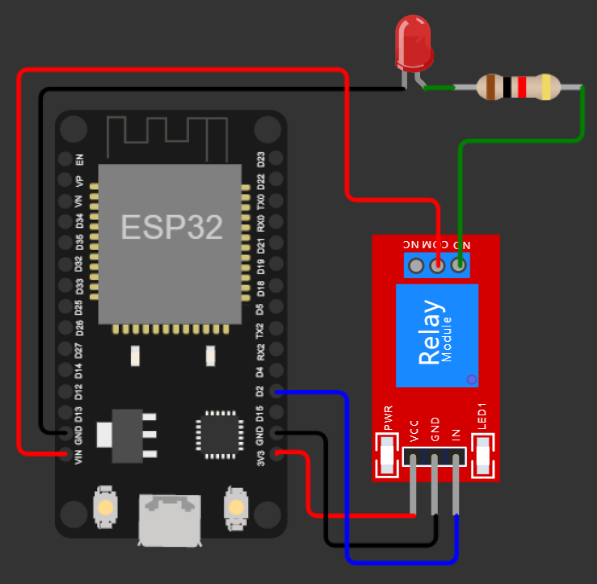 EN
VP
VN
D34
D35
D32
D33
D25
D26
D27
D14
D12
D13
GND
VIN
ESP32
D23
D22
TX0
RX0
D21
D19
D18
D5
TX2
RX2
D4
D2
D15
GND
3V3
NO COM NC
Relay
Module
PWR
LED1
VCC
GND
IN